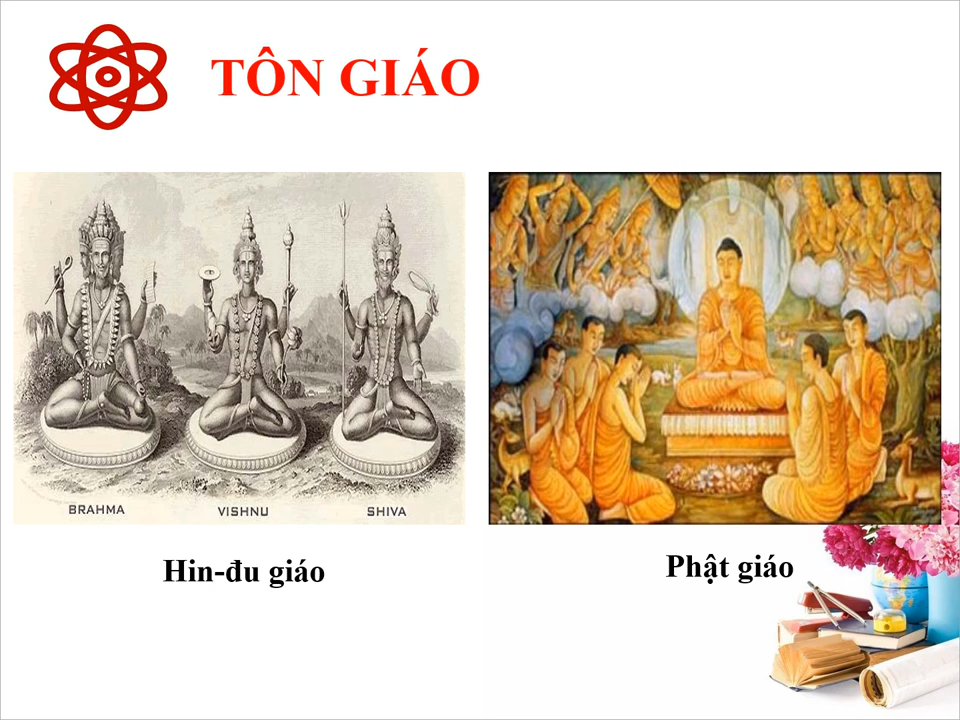 TÔN GIÁO
BRAHMA
VISHNU
SHIVA
Hin-đu giáo
Phật giáo